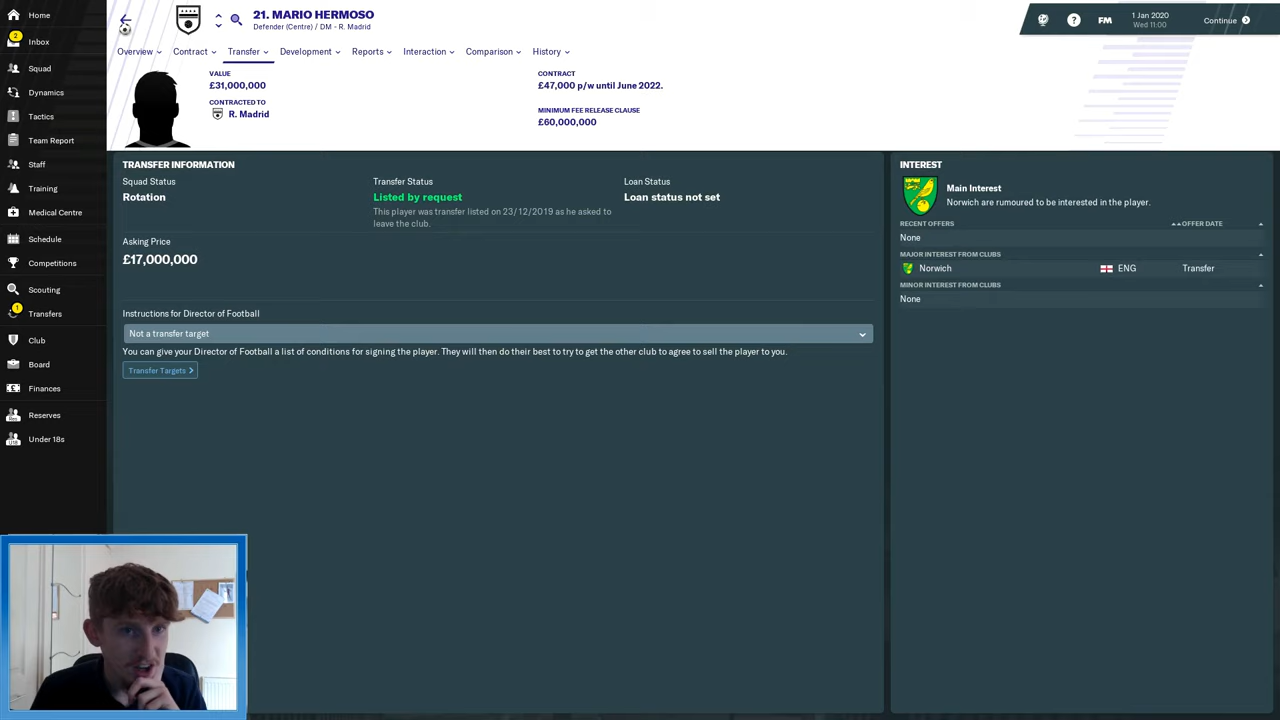 Home
2
Inbox
Squad
Dynamics
Tactics
Team Report
Staff
Training
Medical Centre
Schedule
Competitions
Scouting
1
Transfers
Club
Board
Finances
Reserves
Under 18s
21. MARIO HERMOSO
Defender (Centre) / DM - R. Madrid
? FM 1 Jan 2020
Wed 11:00
Continue
Overview Contract Transfer Development Reports Interaction Comparison History
VALUE
£31,000,000
CONTRACTED TO
R. Madrid
CONTRACT
£47,000 p/w until June 2022.
MINIMUM FEE RELEASE CLAUSE
£60,000,000
TRANSFER INFORMATION
Squad Status Transfer Status Loan Status
Rotation Listed by request Loan status not set
This player was transfer listed on 23/12/2019 as he asked to
leave the club.
Asking Price
£17,000,000
Instructions for Director of Football
Not a transfer target
You can give your Director of Football a list of conditions for signing the player. They will then do their best to try to get the other club to agree to sell the player to you.
Transfer Targets
INTEREST
Main Interest
Norwich are rumoured to be interested in the player.
RECENT OFFERS OFFER DATE
None
MAJOR INTEREST FROM CLUBS
Norwich ENG Transfer
MINOR INTEREST FROM CLUBS
None